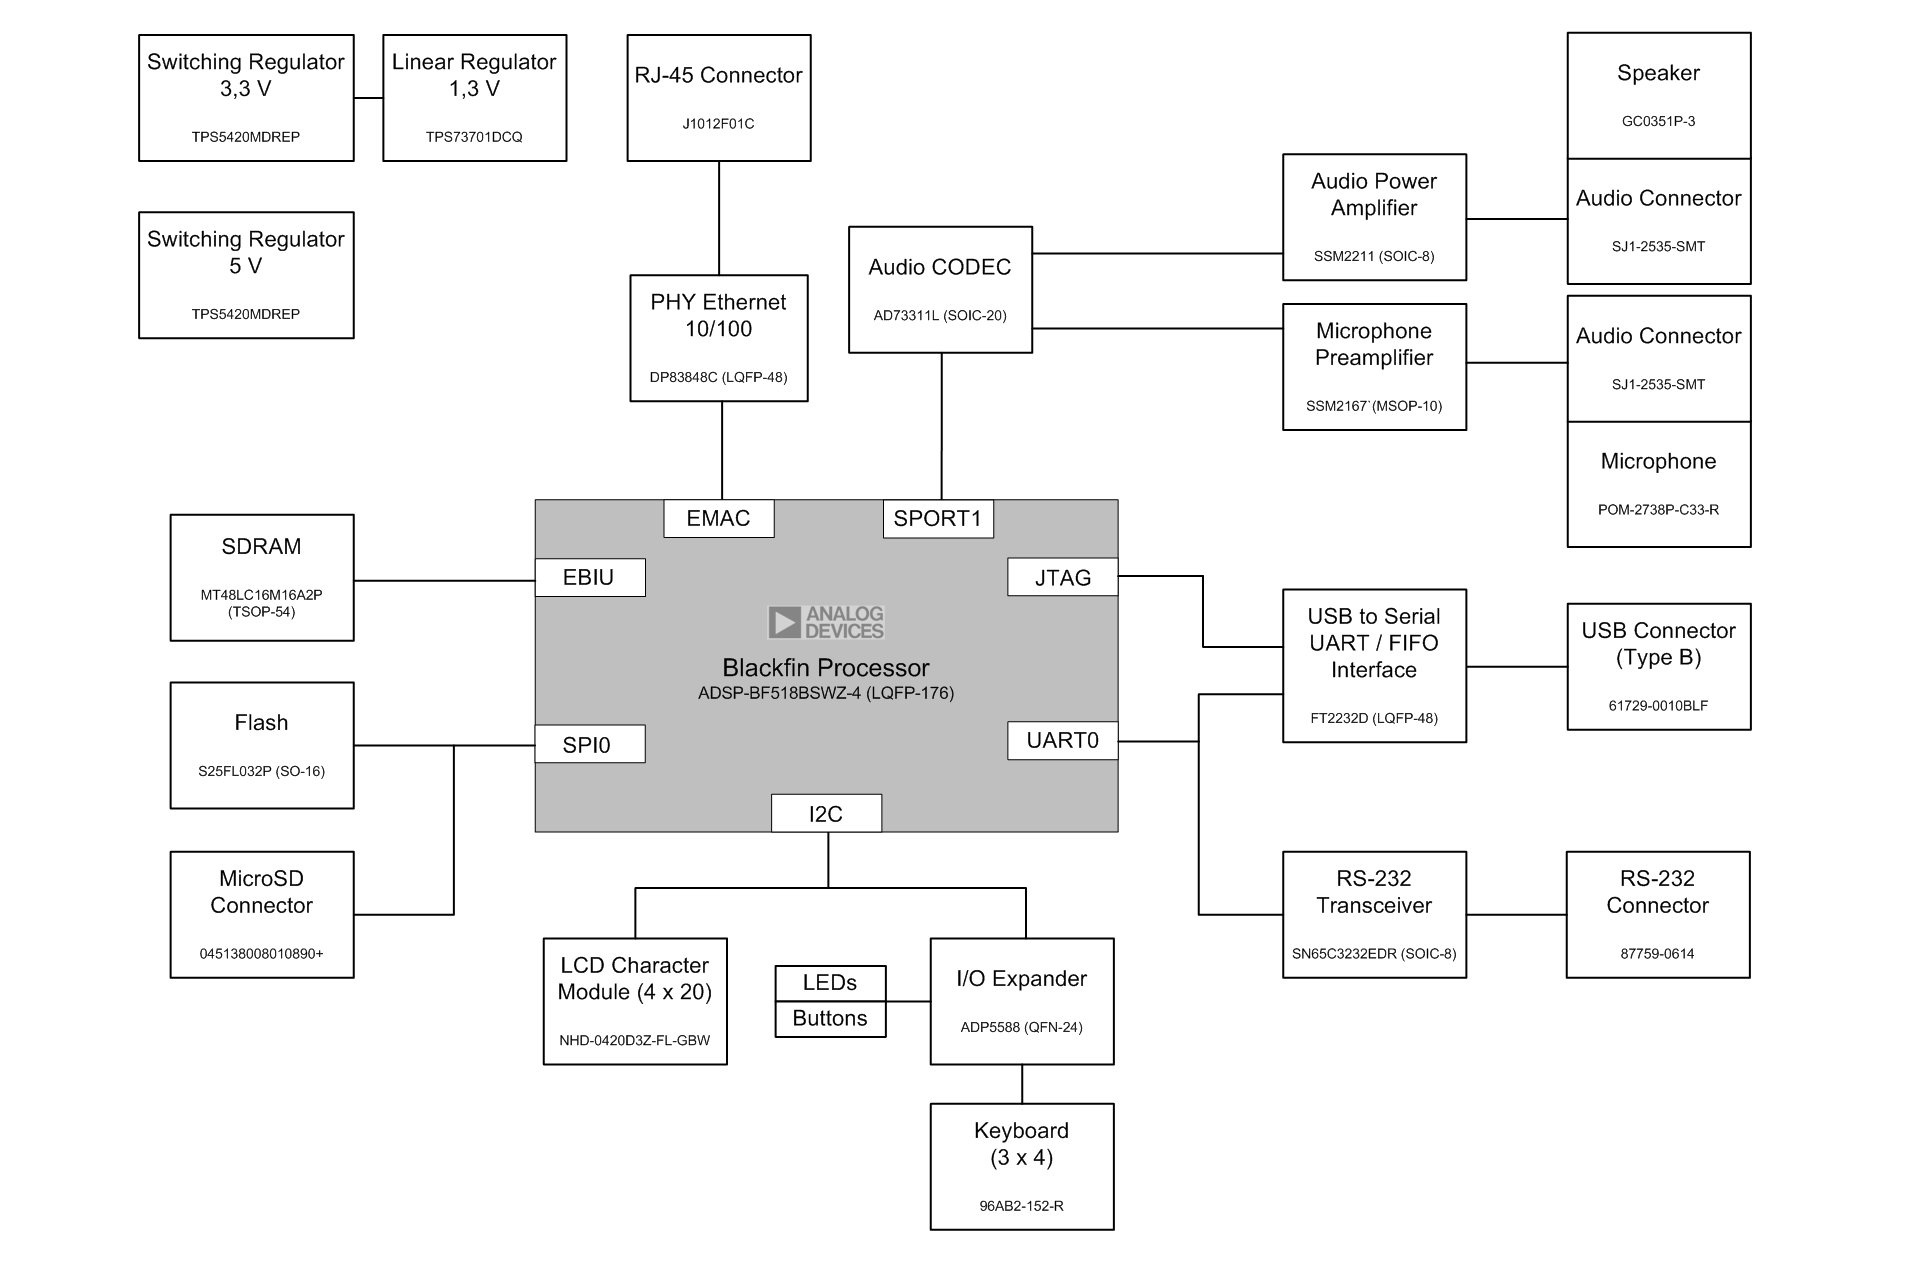 Switching Regulator
3,3 V
TPS5420MDREP
Linear Regulator
1,3 V
TPS73701DCQ
RJ-45 Connector
J1012F01C
Speaker
GC0351P-3
Audio Power
Amplifier
SSM2211 (SOIC-8)
Audio Connector
SJ1-2535-SMT
Switching Regulator
5 V
TPS5420MDREP
PHY Ethernet
10/100
DP83848C (LQFP-48)
Audio CODEC
AD73311L (SOIC-20)
Microphone
Preamplifier
SSM2167`(MSOP-10)
Audio Connector
SJ1-2535-SMT
Microphone
POM-2738P-C33-R
EMAC
SPORT1
SDRAM
MT48LC16M16A2P
(TSOP-54)
EBIU
JTAG
ANALOG
DEVICES
Blackfin Processor
ADSP-BF518BSWZ-4 (LQFP-176)
USB to Serial
UART / FIFO
Interface
FT2232D (LQFP-48)
USB Connector
(Type B)
61729-0010BLF
Flash
S25FL032P (SO-16)
SPI0
UART0
I2C
MicroSD
Connector
045138008010890+
RS-232
Transceiver
SN65C3232EDR (SOIC-8)
RS-232
Connector
87759-0614
LCD Character
Module (4 x 20)
NHD-0420D3Z-FL-GBW
LEDs
Buttons
I/O Expander
ADP5588 (QFN-24)
Keyboard
(3 x 4)
96AB2-152-R